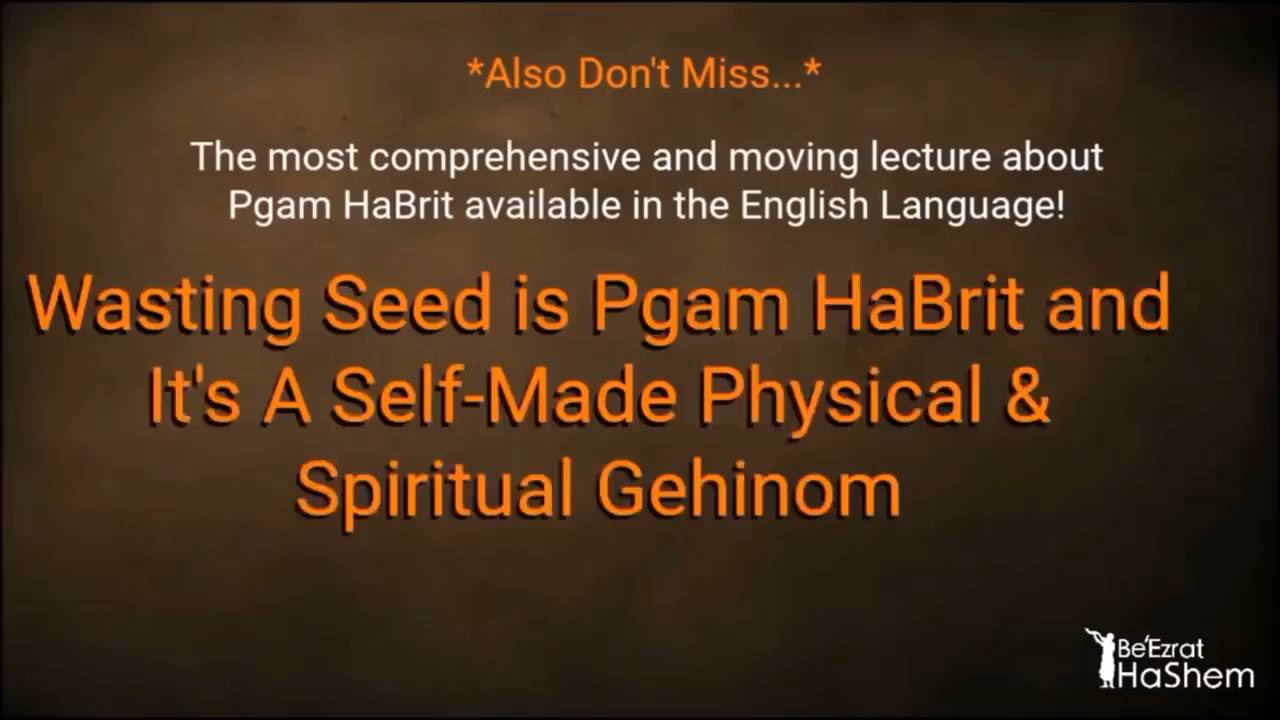 *Also Don't Miss...*
The most comprehensive and moving lecture about
Pgam HaBrit available in the English Language!
Wasting Seed is Pgam HaBrit and
It's A Self-Made Physical &
Spiritual Gehinom
Be'Ezrat
HaShem